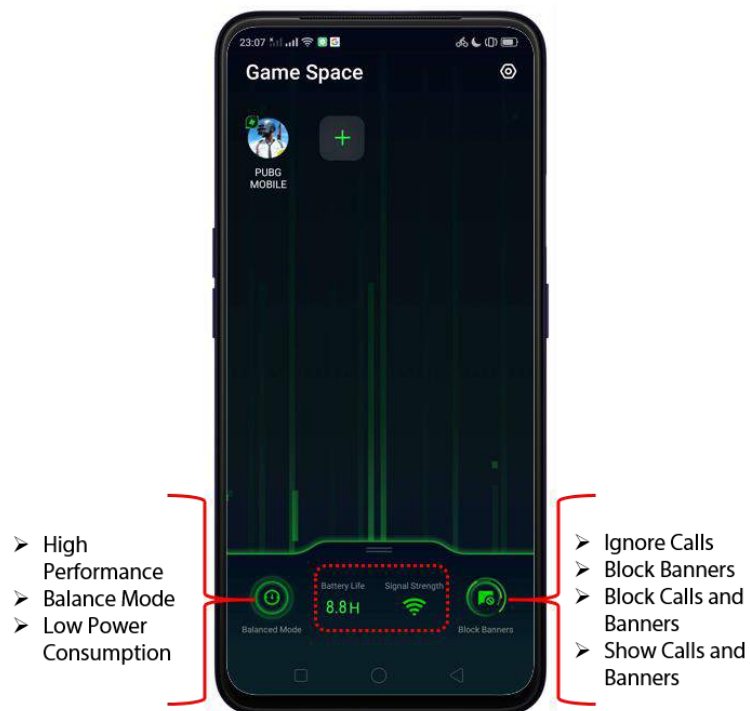 23:07
Game Space
PUBG
MOBILE
➢ High
Performance
➢ Balance Mode
➢ Low Power
Consumption
Battery Life
Signal Strength
8.8 H
Balanced Mode
Block Banners
➢ Ignore Calls
➢ Block Banners
➢ Block Calls and
Banners
➢ Show Calls and
Banners